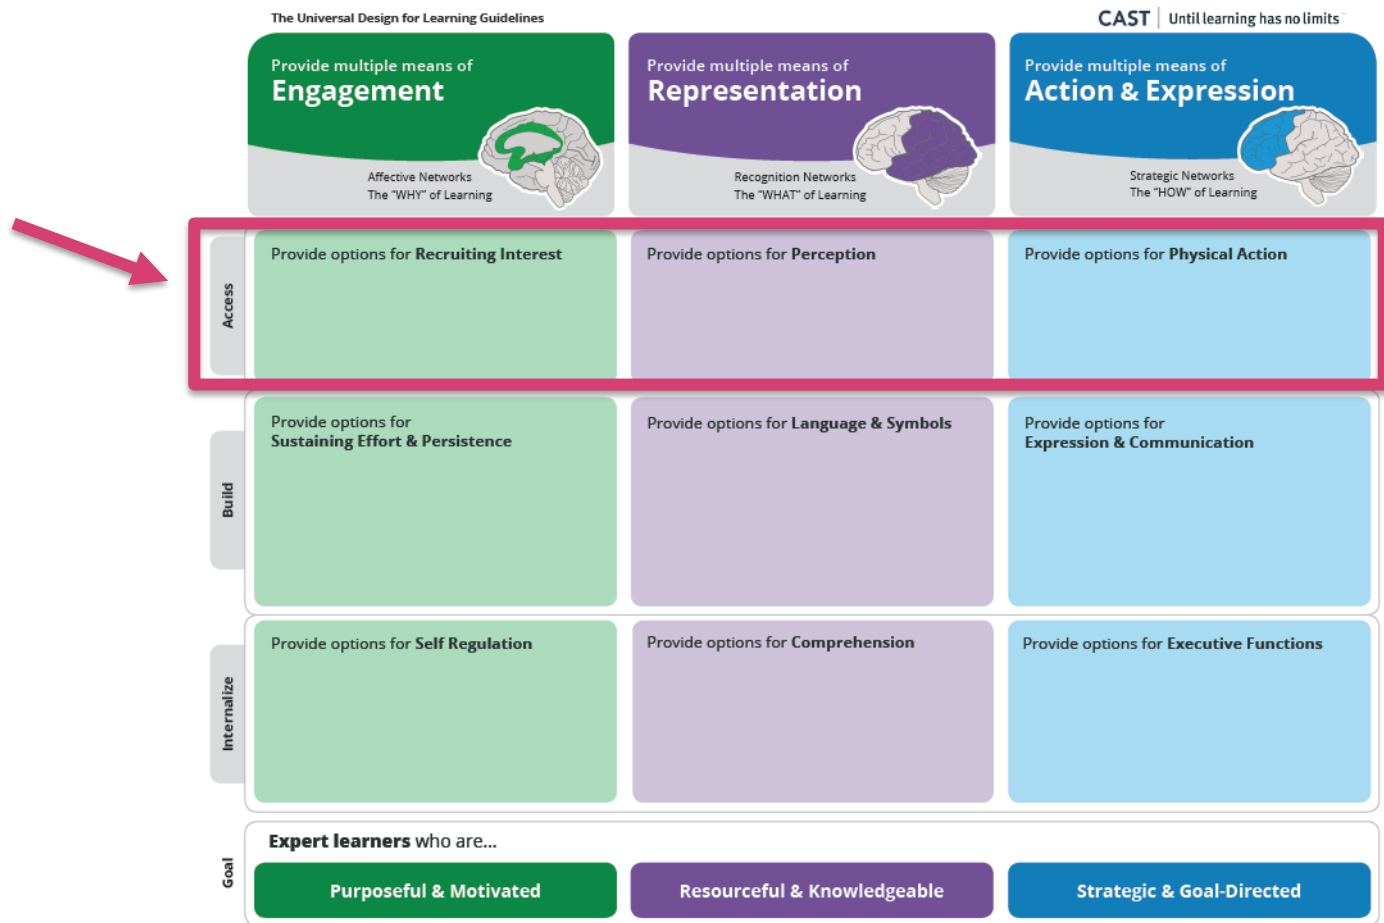 The Universal Design for Learning Guidelines
CAST | Until learning has no limits
Provide multiple means of
Engagement
Affective Networks
The "WHY" of Learning
Provide multiple means of
Representation
Recognition Networks
The "WHAT" of Learning
Provide multiple means of
Action & Expression
Strategic Networks
The "HOW" of Learning
Access
Provide options for Recruiting Interest
Provide options for Perception
Provide options for Physical Action
Build
Provide options for
Sustaining Effort & Persistence
Provide options for Language & Symbols
Provide options for
Expression & Communication
Internalize
Provide options for Self Regulation
Provide options for Comprehension
Provide options for Executive Functions
Goal
Expert learners who are...
Purposeful & Motivated
Resourceful & Knowledgeable
Strategic & Goal-Directed